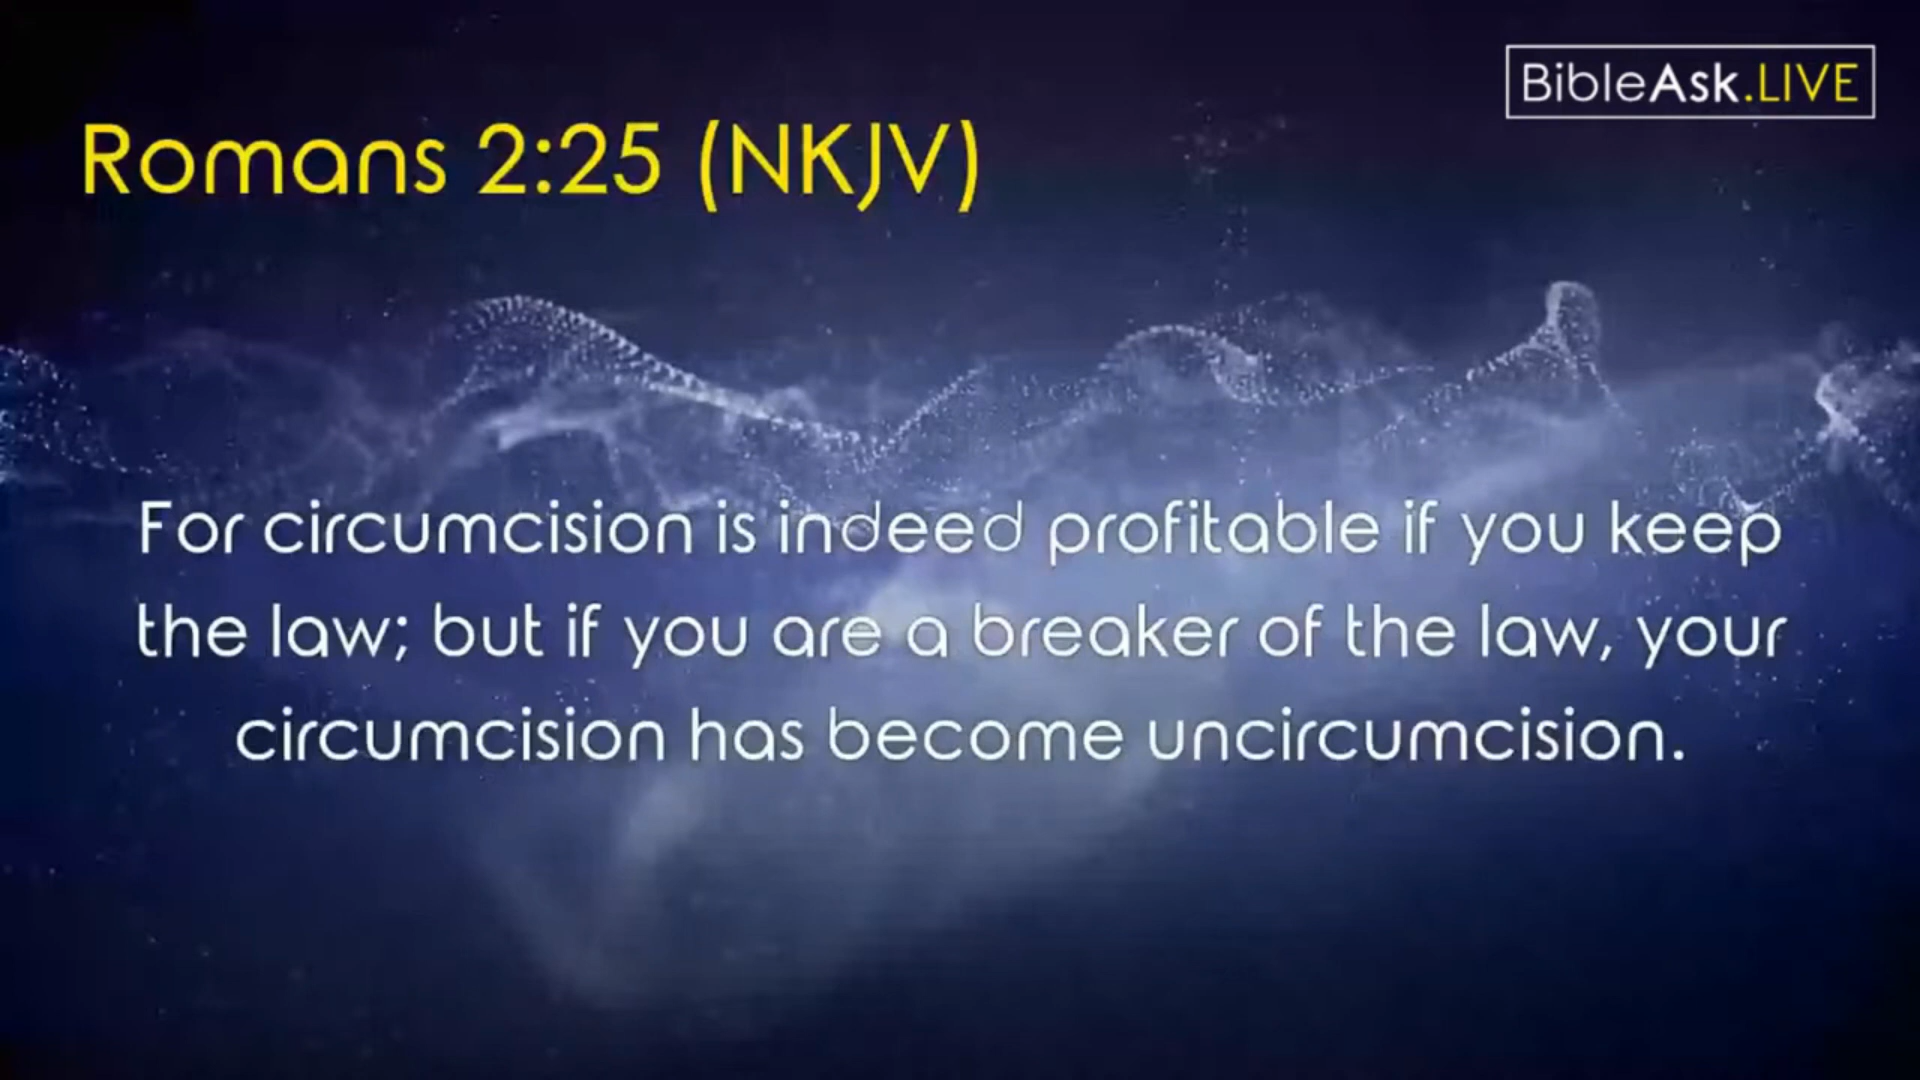 BibleAsk.LIVE
Romans 2:25 (NKJV)
For circumcision is indeed profitable if you keep
the law; but if you are a breaker of the law, your
circumcision has become uncircumcision.